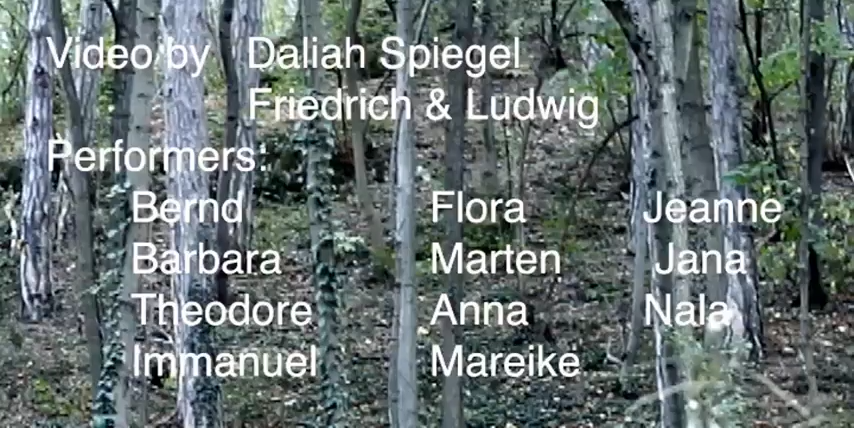 Video by Daliah Spiegel
Friedrich & Ludwig
Performers:
Bernd Flora Jeanne
Barbara Marten Jana
Theodore Anna Nala
Immanuel Mareike